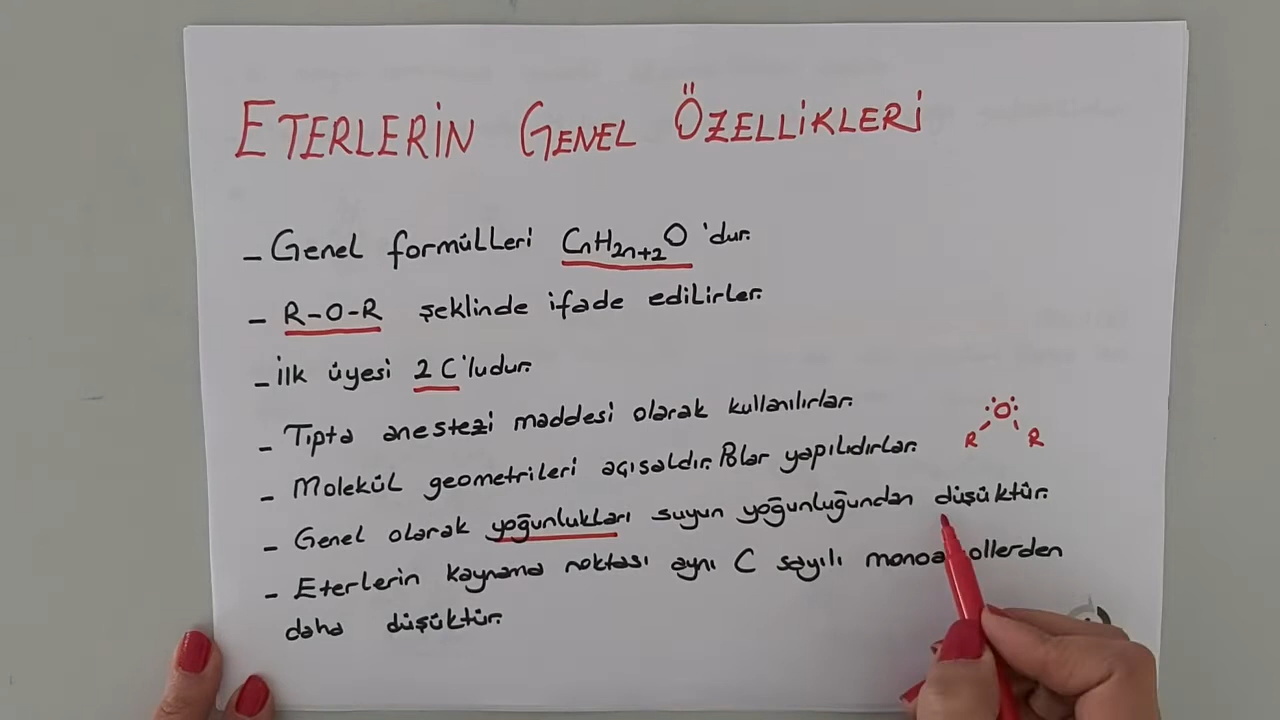 ETERLERİN GENEL ÖZELLİKLERİ
- Genel formülleri CnH2n+2O 'dur.
- R-O-R şeklinde ifade edilirler.
- İlk üyesi 2 C'ludur.
- Tıpta anestezi maddesi olarak kullanılırlar.
- Molekül geometrileri açısaldır. Polar yapılıdırlar.
O
R R
- Genel olarak yoğunlukları suyun yoğunluğundan düşüktür.
- Eterlerin kaynama noktası aynı C sayılı
daha düşüktür.